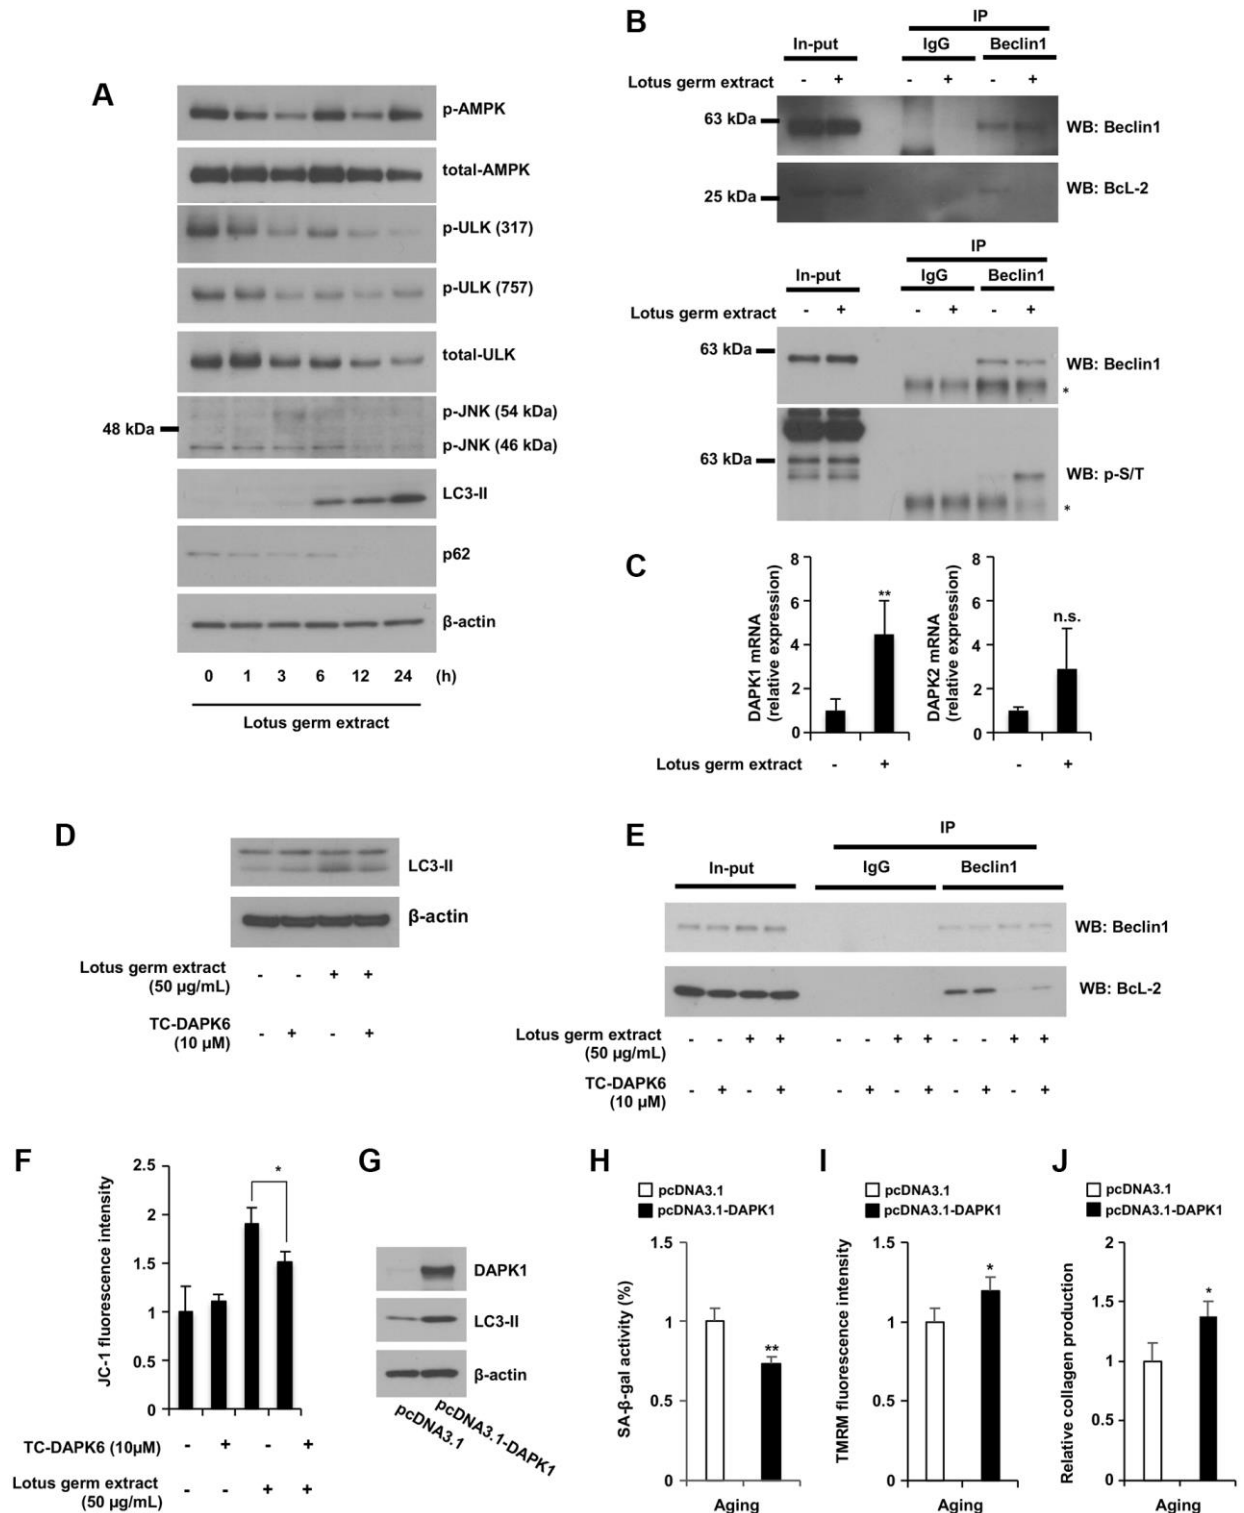 A
p-AMPK
total-AMPK
p-ULK (317)
p-ULK (757)
total-ULK
p-JNK (54 kDa)
48 kDa
p-JNK (46 kDa)
LC3-II
p62
β-actin
0 1 3 6 12 24 (h)
Lotus germ extract
B
IP
In-put IgG Beclin1
Lotus germ extract - + - + - +
63 kDa
WB: Beclin1
25 kDa
WB: BcL-2
IP
In-put IgG Beclin1
Lotus germ extract - + - + - +
63 kDa
WB: Beclin1
*
63 kDa
WB: p-S/T
*
C
DAPK1 mRNA
(relative expression)
8
6
4
2
0
**
DAPK2 mRNA
(relative expression)
8
6
4
2
0
n.s.
Lotus germ extract - + - +
D
LC3-II
β-actin
Lotus germ extract
(50 µg/mL)
- - + +
TC-DAPK6
(10 µM)
- + - +
E
IP
In-put IgG Beclin1
WB: Beclin1
WB: BcL-2
Lotus germ extract
(50 µg/mL)
- - + + - - + + - - + +
TC-DAPK6
(10 µM)
- + - + - + - + - + - +
F
JC-1 fluorescence intensity
2.5
2
1.5
1
0.5
0
*
TC-DAPK6 (10µM) - + - +
Lotus germ extract
(50 µg/mL)
- - + +
G
DAPK1
LC3-II
β-actin
pcDNA3.1
pcDNA3.1-DAPK1
H
pcDNA3.1
pcDNA3.1-DAPK1
SA-β-gal activity (%)
1.5
1
0.5
0
**
Aging
I
pcDNA3.1
pcDNA3.1-DAPK1
TMRM fluorescence intensity
1.5
1
0.5
0
*
Aging
J
pcDNA3.1
pcDNA3.1-DAPK1
Relative collagen production
2
1.5
1
0.5
0
*
Aging